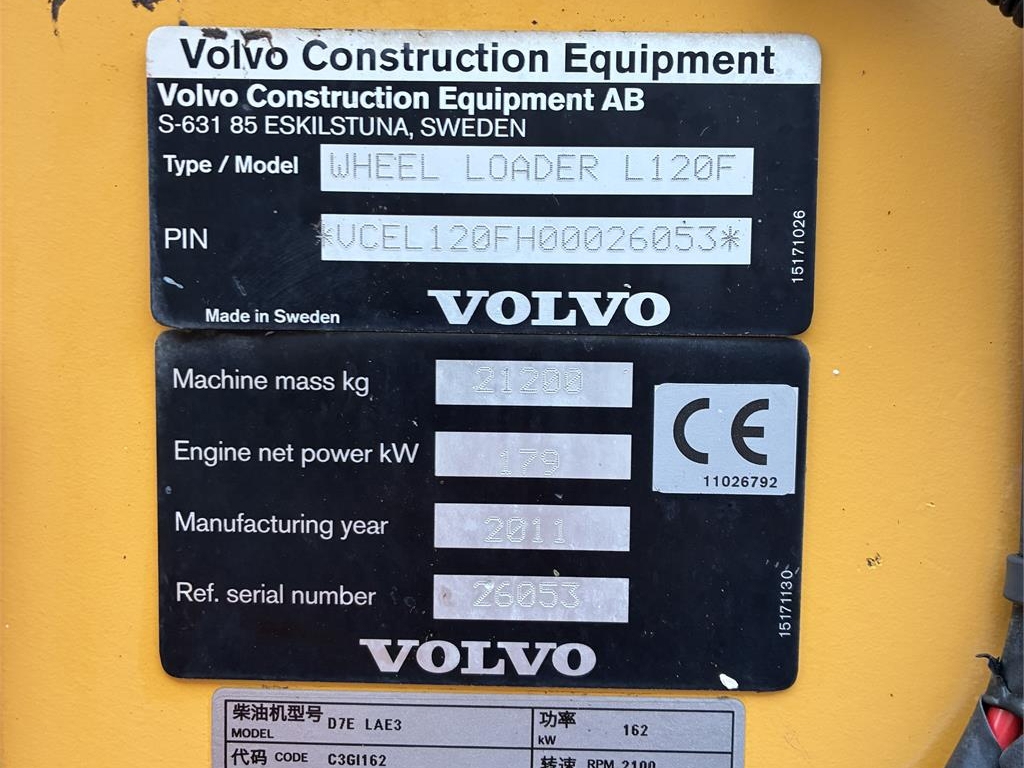 Volvo Construction Equipment
Volvo Construction Equipment AB
S-631 85 ESKILSTUNA, SWEDEN
Type / Model WHEEL LOADER L120F
PIN *VCEL120FH00026053*
15171026
Made in Sweden VOLVO
Machine mass kg 21200
Engine net power kW 179
CE
11026792
Manufacturing year 2011
Ref. serial number 26053
15171130
VOLVO
柴油机型号 D7E LAE3 功率 162
MODEL kW
代码 CODE C3GI162 转速 RPM 2100